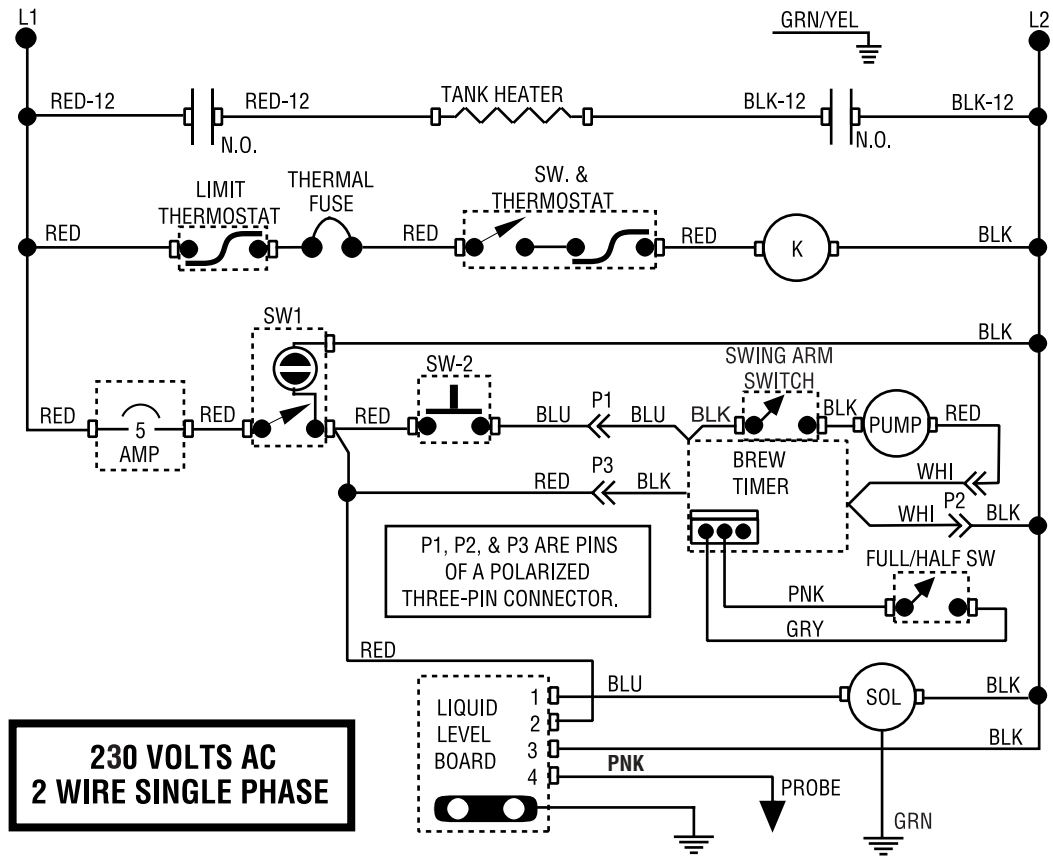 L1
GRN/YEL
L2
RED-12
RED-12
TANK HEATER
BLK-12
BLK-12
N.O.
N.O.
LIMIT
THERMOSTAT
THERMAL
FUSE
SW. &
THERMOSTAT
RED
RED
RED
K
BLK
SW1
BLK
SW-2
SWING ARM
SWITCH
RED
5
AMP
RED
RED
BLU
P1
BLU
BLK
BLK
PUMP
RED
RED
P3
BLK
BREW
TIMER
WHI
WHI
P2
BLK
P1, P2, & P3 ARE PINS
OF A POLARIZED
THREE-PIN CONNECTOR.
FULL/HALF SW
PNK
GRY
RED
LIQUID
LEVEL
BOARD
1
2
3
4
BLU
SOL
BLK
BLK
PNK
PROBE
GRN
230 VOLTS AC
2 WIRE SINGLE PHASE